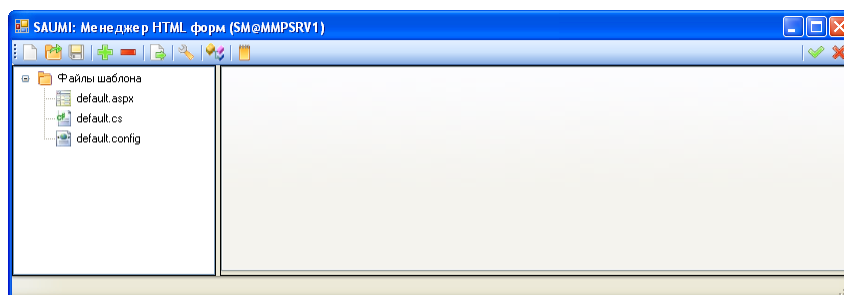 SAUMI: Менеджер HTML форм (SM@MMPSRV1)
Файлы шаблона
default.aspx
default.cs
default.config